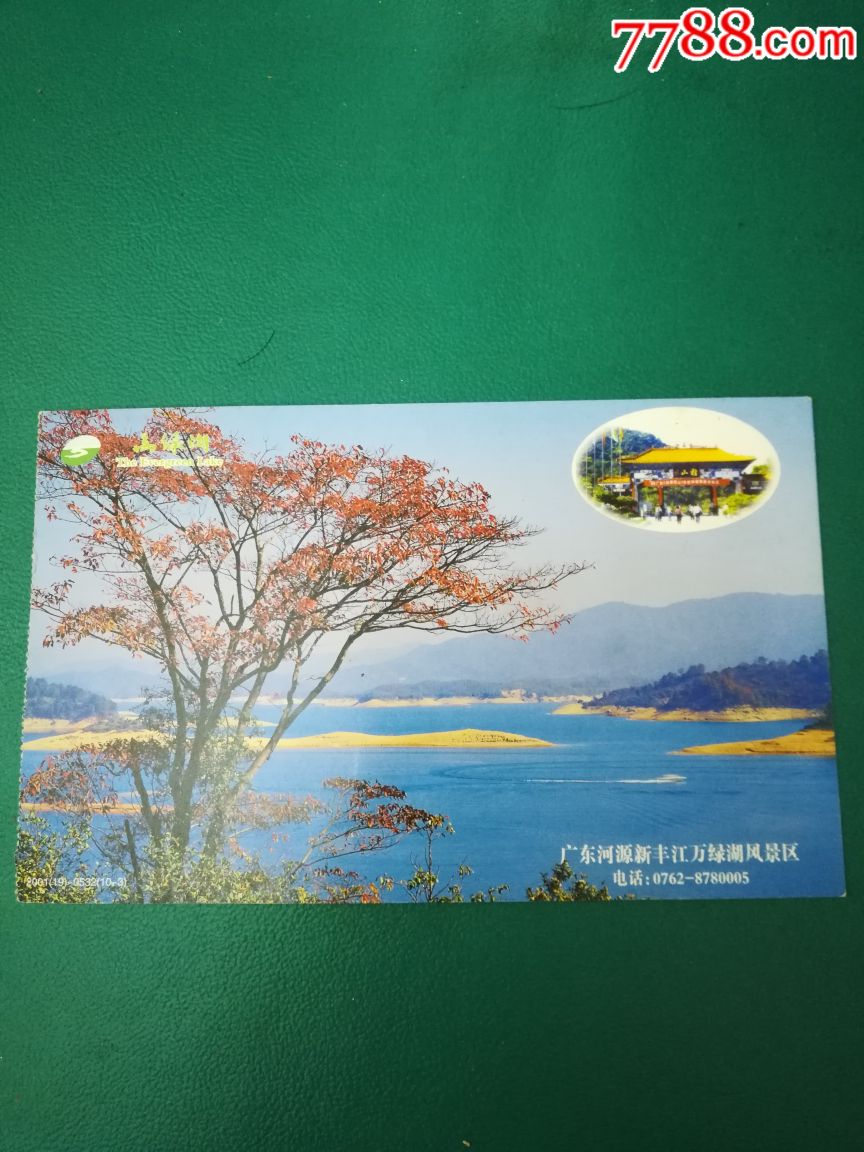 7788.com
万绿湖
The Evergreen Lake
广东河源新丰江万绿湖风景区
电话:0762-8780005
2001(19)-0532(10-3)